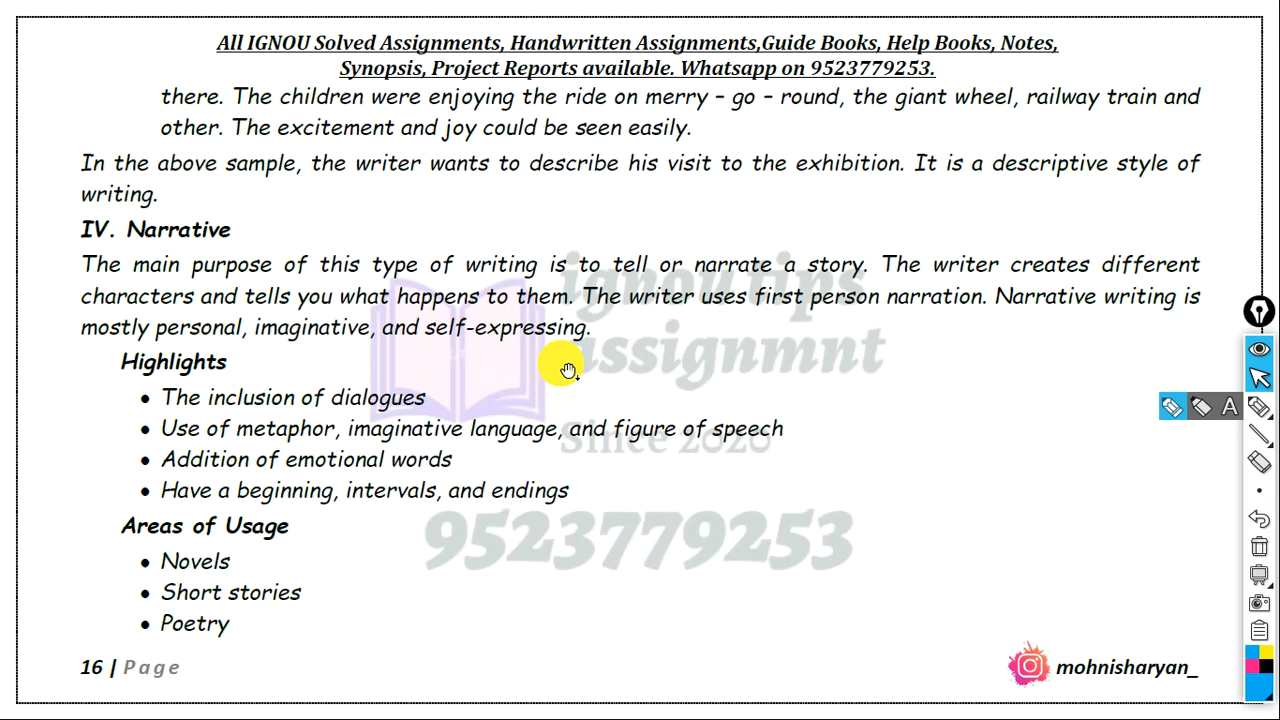 All IGNOU Solved Assignments, Handwritten Assignments,Guide Books, Help Books, Notes,
Synopsis, Project Reports available. Whatsapp on 9523779253.
there. The children were enjoying the ride on merry – go – round, the giant wheel, railway train and
other. The excitement and joy could be seen easily.
In the above sample, the writer wants to describe his visit to the exhibition. It is a descriptive style of
writing.
IV. Narrative
The main purpose of this type of writing is to tell or narrate a story. The writer creates different
characters and tells you what happens to them. The writer uses first person narration. Narrative writing is
mostly personal, imaginative, and self-expressing.
Highlights
• The inclusion of dialogues
• Use of metaphor, imaginative language, and figure of speech
• Addition of emotional words
• Have a beginning, intervals, and endings
Areas of Usage
• Novels
• Short stories
• Poetry
ignou tips
assignmnt
Since 2020
9523779253
16 | Page
mohnisharyan_
A